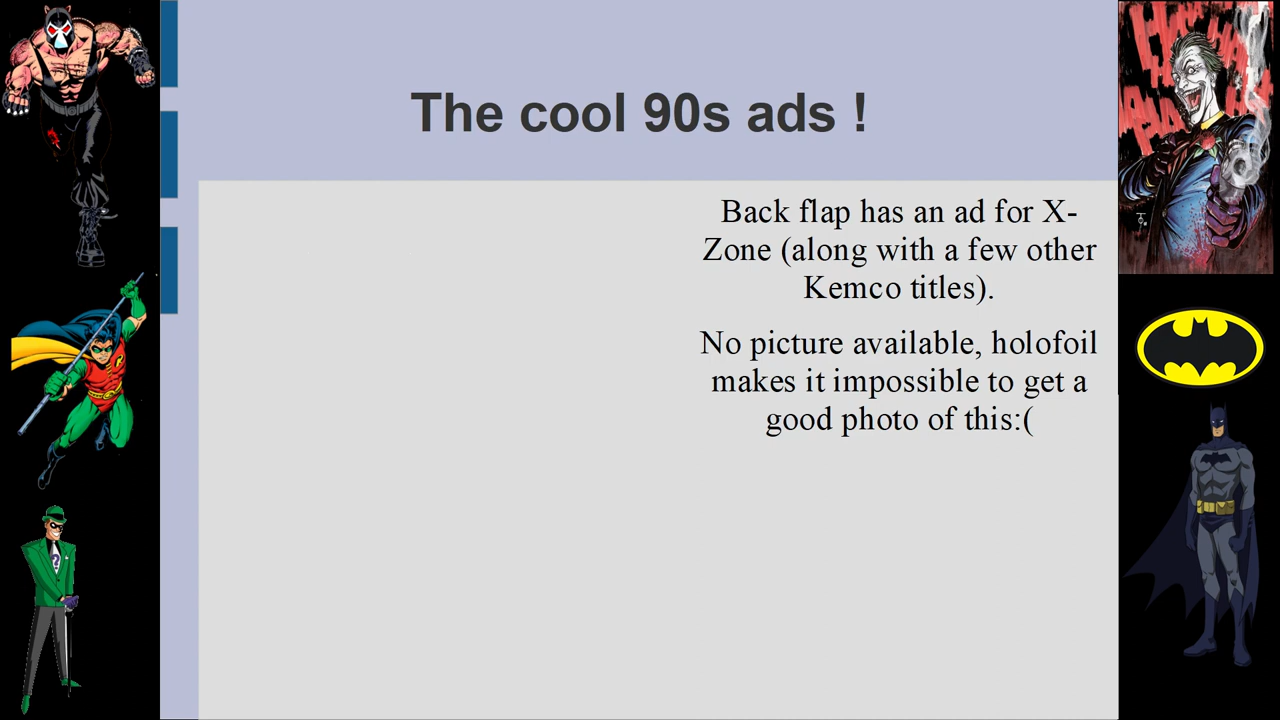 The cool 90s ads !
Back flap has an ad for X-
Zone (along with a few other
Kemco titles).
No picture available, holofoil
makes it impossible to get a
good photo of this:(